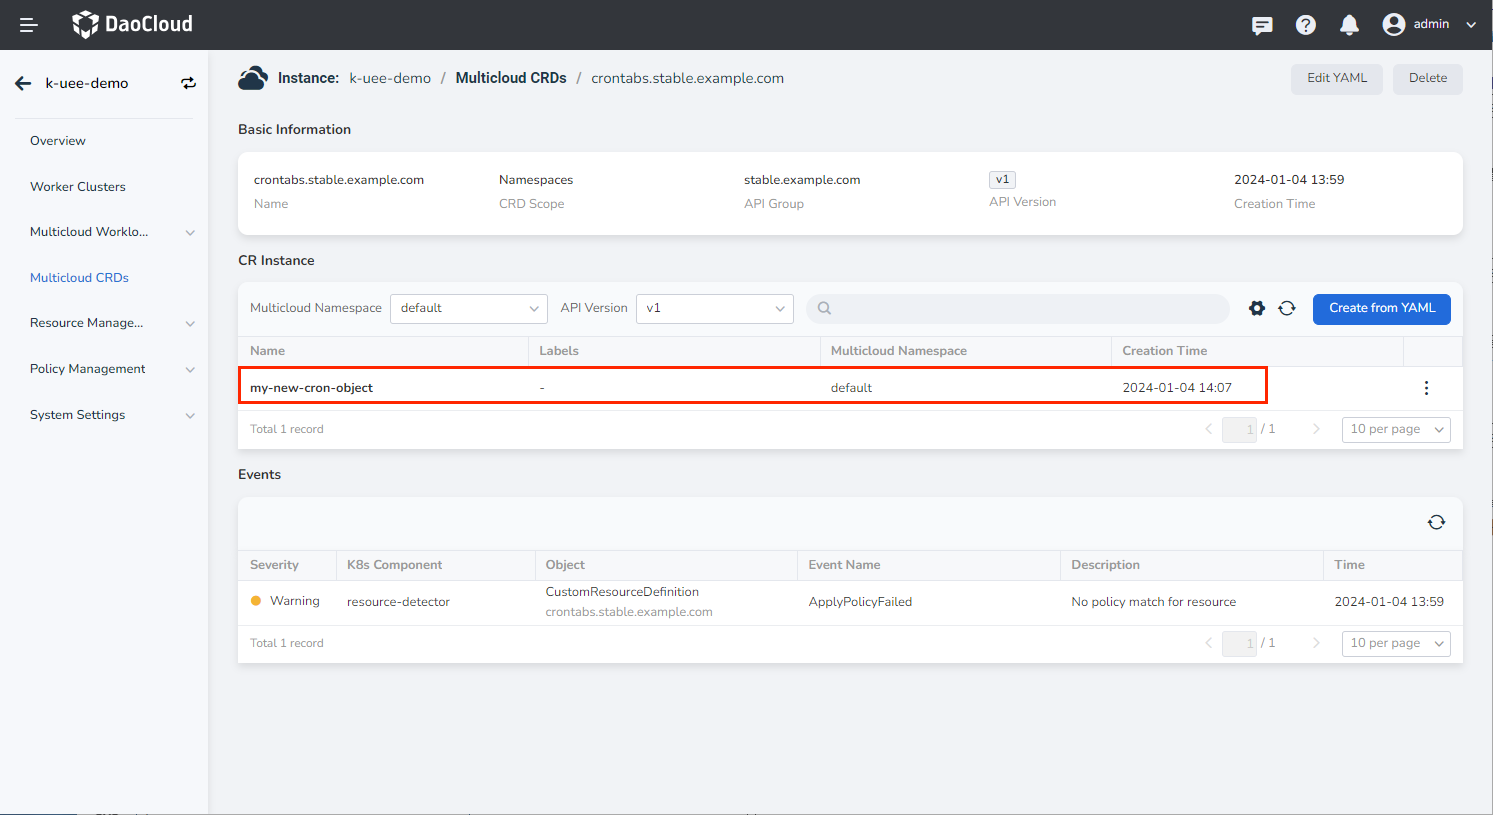 DaoCloud
admin
k-uee-demo
Overview
Worker Clusters
Multicloud Worklo...
Multicloud CRDs
Resource Manage...
Policy Management
System Settings
Instance: k-uee-demo / Multicloud CRDs / crontabs.stable.example.com
Edit YAML
Delete
Basic Information
crontabs.stable.example.com
Name
Namespaces
CRD Scope
stable.example.com
API Group
v1
API Version
2024-01-04 13:59
Creation Time
CR Instance
Multicloud Namespace default API Version v1
Create from YAML
Name Labels Multicloud Namespace Creation Time
my-new-cron-object - default 2024-01-04 14:07
Total 1 record 1 / 1 10 per page
Events
Severity K8s Component Object Event Name Description Time
Warning resource-detector CustomResourceDefinition ApplyPolicyFailed No policy match for resource 2024-01-04 13:59
crontabs.stable.example.com
Total 1 record 1 / 1 10 per page